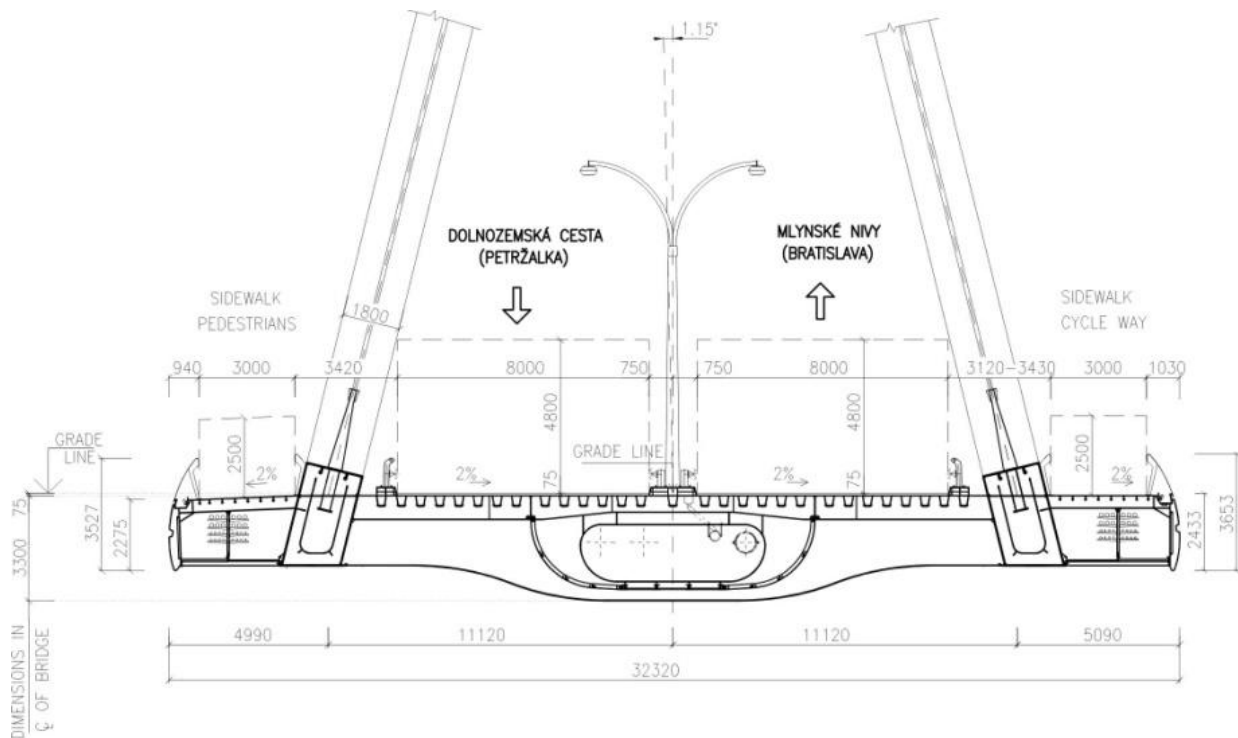 1.15°
DOLNOZEMSKÁ CESTA
(PETRŽALKA)
MLYNSKÉ NIVY
(BRATISLAVA)
SIDEWALK
PEDESTRIANS
1800
SIDEWALK
CYCLE WAY
940 3000 3420 8000 750 750 8000 3120-3430 3000 1030
4800
4800
2500
2500
GRADE
LINE
GRADE LINE
2%
2%
75
2%
75
2%
75
3300
3527
2275
2433
3653
4990 11120 11120 5090
32320
DIMENSIONS IN
℄ OF BRIDGE